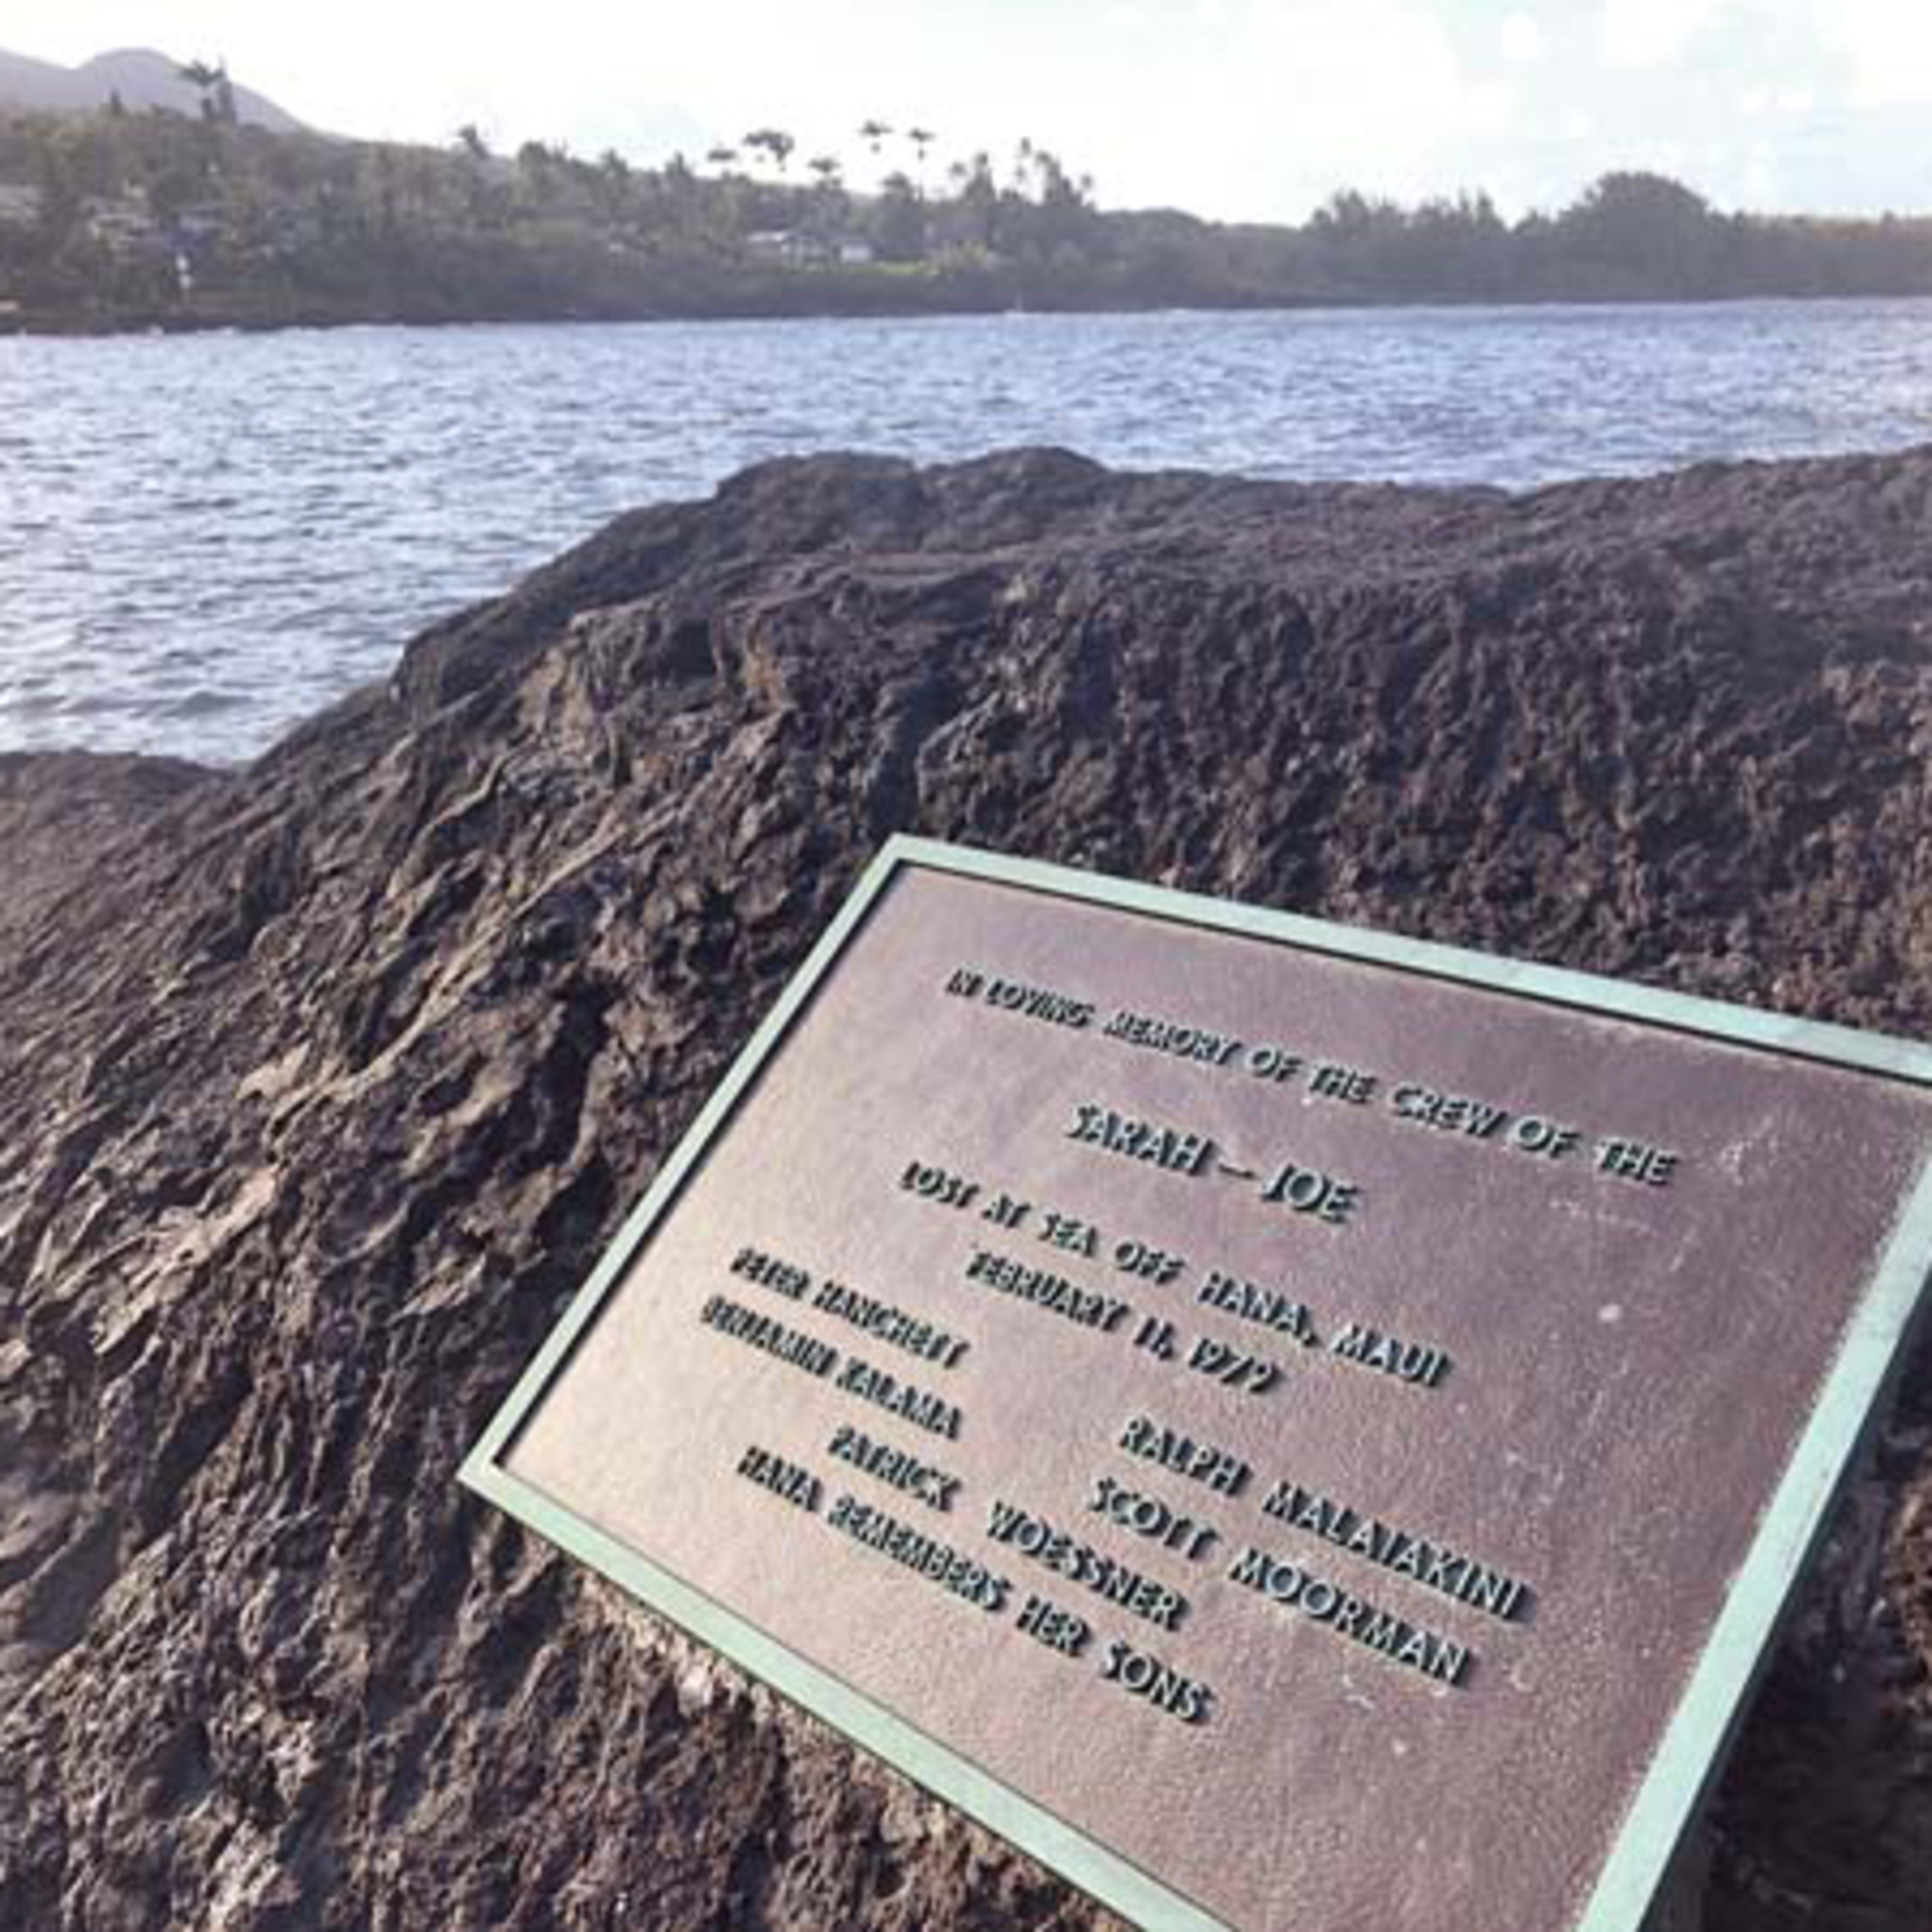 IN LOVING MEMORY OF THE CREW OF THE
SARAH - JOE
LOST AT SEA OFF HANA, MAUI
FEBRUARY 11, 1979
PETER HANCHETT RALPH MALAIAKINI
BENJAMIN KALAMA SCOTT MOORMAN
PATRICK WOESSNER
HANA REMEMBERS HER SONS